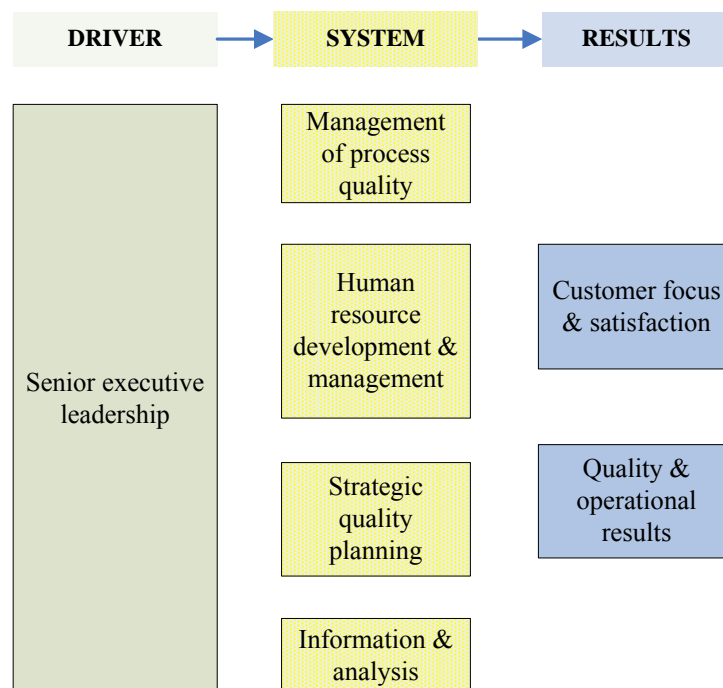 DRIVER
SYSTEM
RESULTS
Management
of process
quality
Human
resource
development &
management
Customer focus
& satisfaction
Senior executive
leadership
Strategic
quality
planning
Quality &
operational
results
Information &
analysis